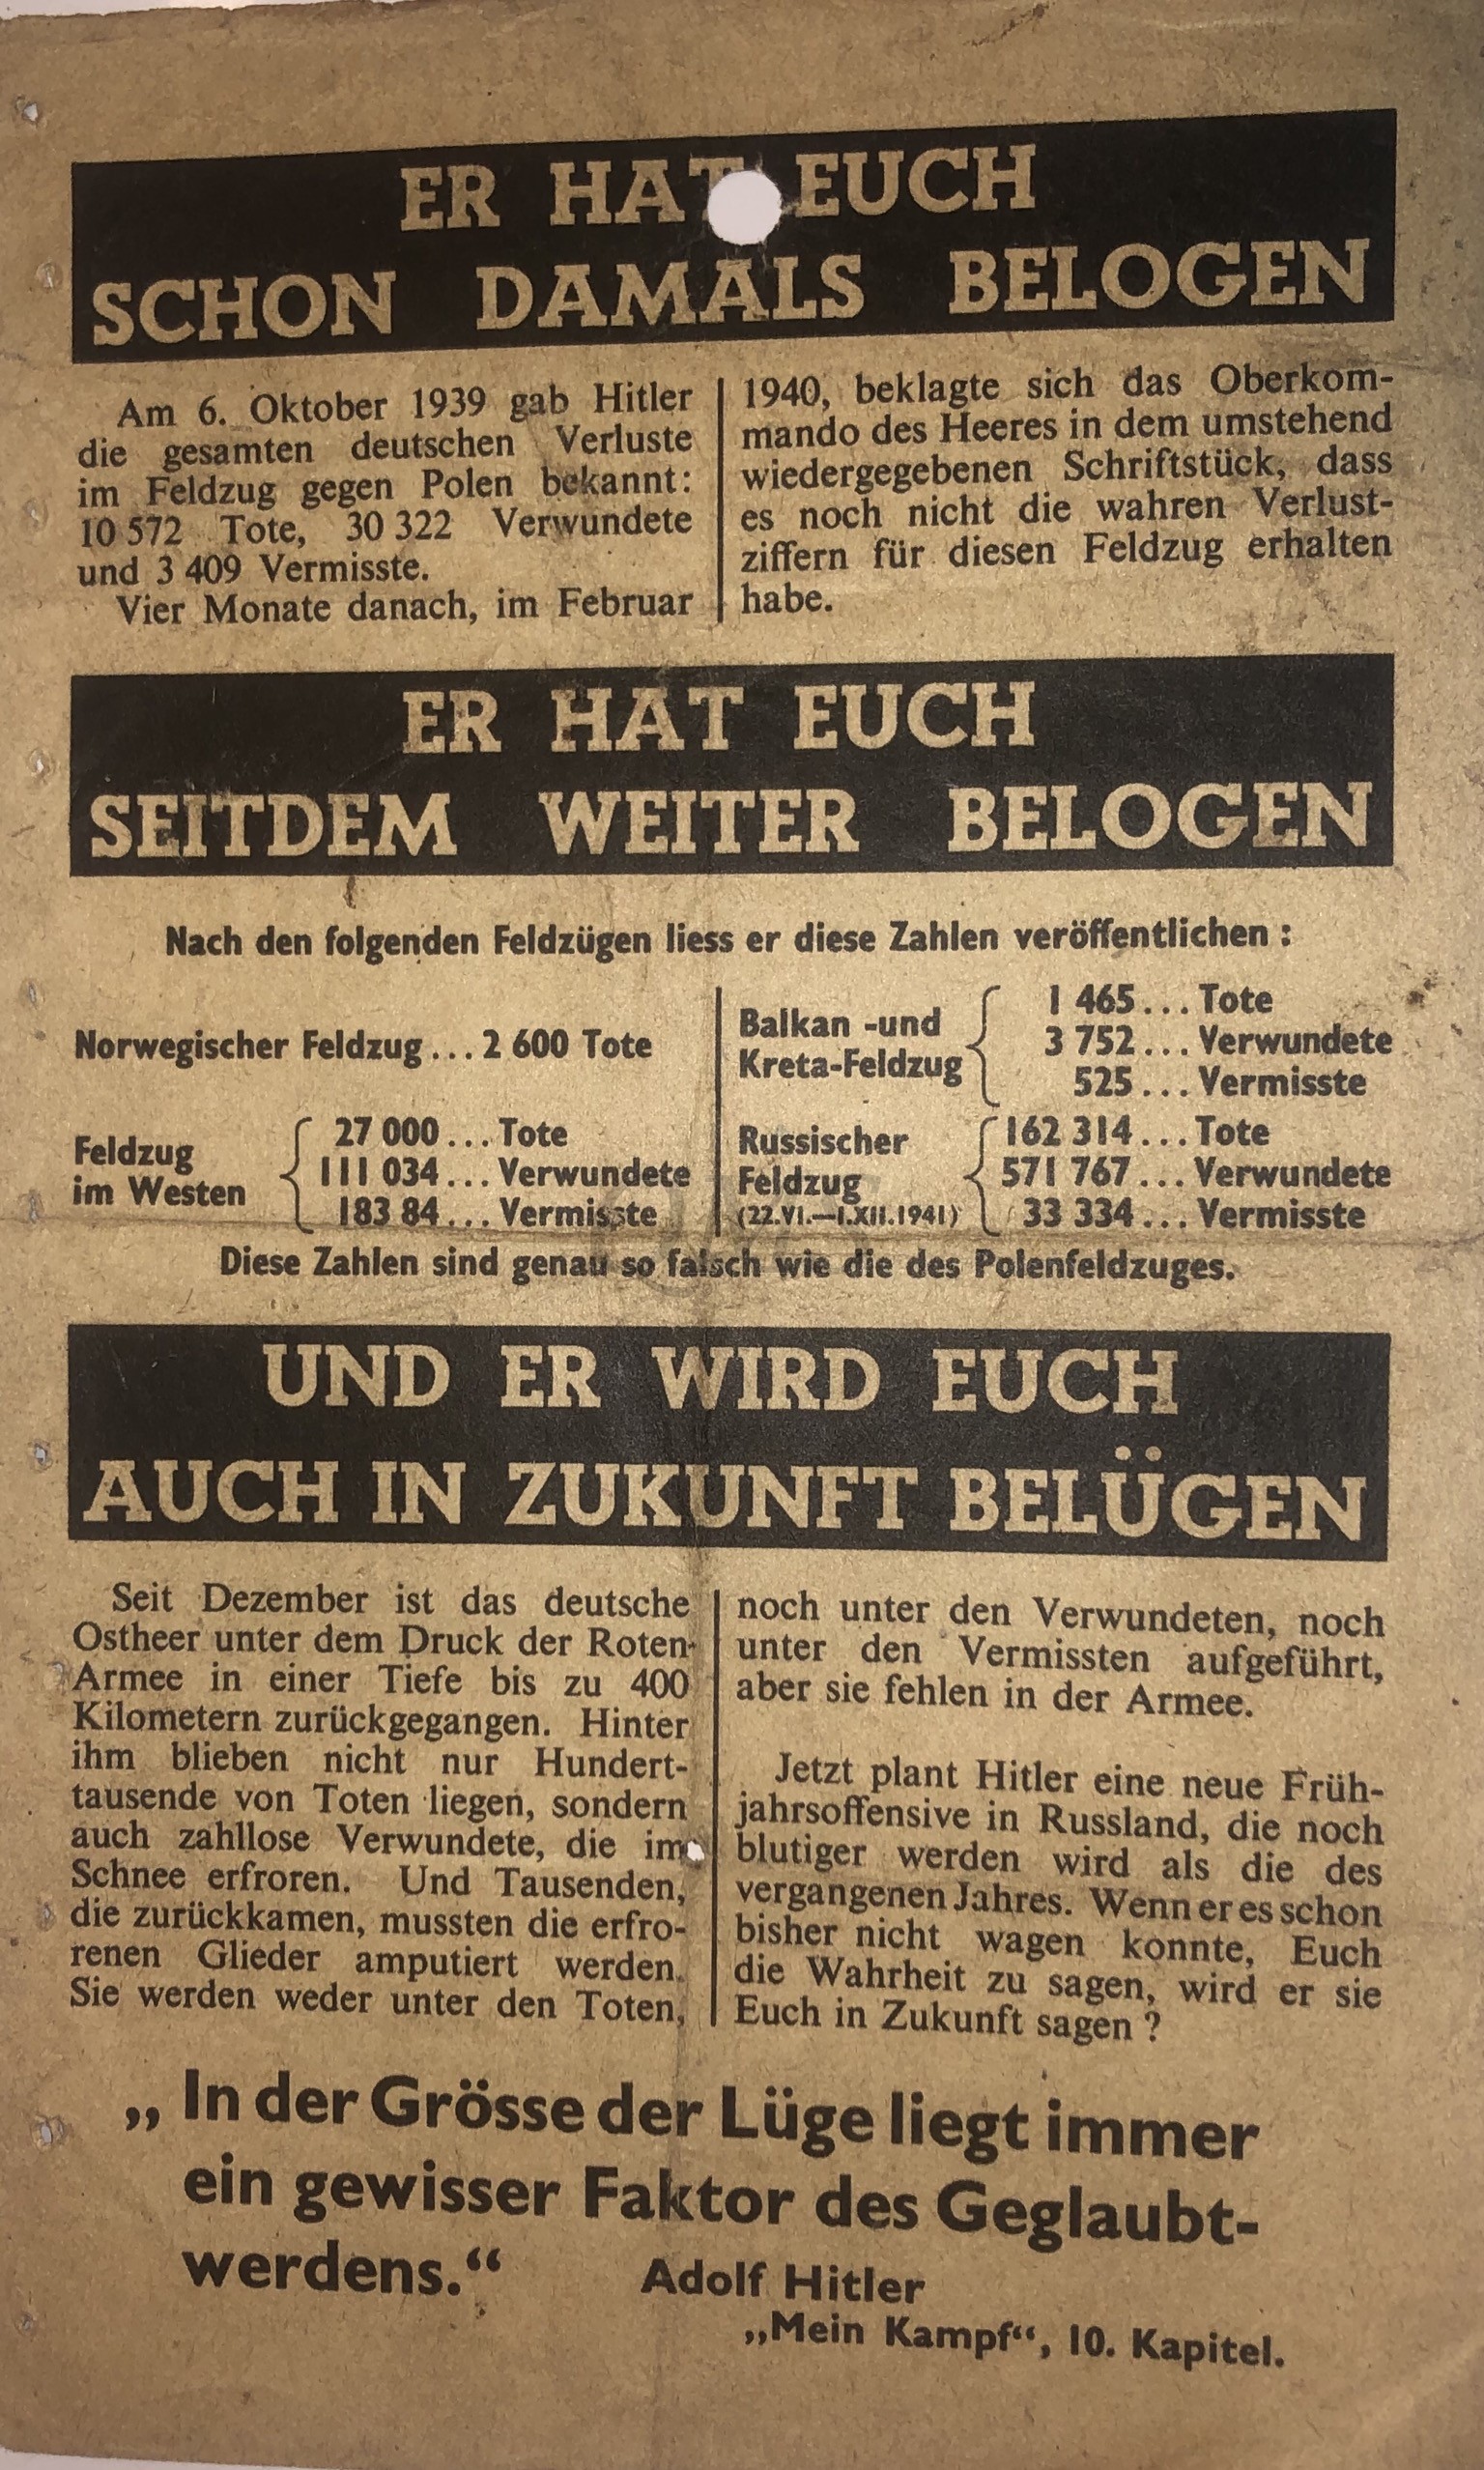 ER HAT EUCH
SCHON DAMALS BELOGEN
Am 6. Oktober 1939 gab Hitler
die gesamten deutschen Verluste
im Feldzug gegen Polen bekannt:
10 572 Tote, 30 322 Verwundete
und 3 409 Vermisste.
Vier Monate danach, im Februar
1940, beklagte sich das Oberkom-
mando des Heeres in dem umstehend
wiedergegebenen Schriftstück, dass
es noch nicht die wahren Verlust-
ziffern für diesen Feldzug erhalten
habe.
ER HAT EUCH
SEITDEM WEITER BELOGEN
Nach den folgenden Feldzügen liess er diese Zahlen veröffentlichen :
Norwegischer Feldzug ... 2 600 Tote
Feldzug
im Westen
27 000 ... Tote
111 034 ... Verwundete
183 84 ... Vermisste
Balkan -und
Kreta-Feldzug
1 465 ... Tote
3 752 ... Verwundete
525 ... Vermisste
Russischer
Feldzug
(22.VI.—1.XII.1941)
162 314 ... Tote
571 767 ... Verwundete
33 334 ... Vermisste
Diese Zahlen sind genau so falsch wie die des Polenfeldzuges.
UND ER WIRD EUCH
AUCH IN ZUKUNFT BELÜGEN
Seit Dezember ist das deutsche
Ostheer unter dem Druck der Roten
Armee in einer Tiefe bis zu 400
Kilometern zurückgegangen. Hinter
ihm blieben nicht nur Hundert-
tausende von Toten liegen, sondern
auch zahllose Verwundete, die im
Schnee erfroren. Und Tausenden,
die zurückkamen, mussten die erfro-
renen Glieder amputiert werden.
Sie werden weder unter den Toten,
noch unter den Verwundeten, noch
unter den Vermissten aufgeführt,
aber sie fehlen in der Armee.
Jetzt plant Hitler eine neue Früh-
jahrsoffensive in Russland, die noch
blutiger werden wird als die des
vergangenen Jahres. Wenn er es schon
bisher nicht wagen konnte, Euch
die Wahrheit zu sagen, wird er sie
Euch in Zukunft sagen ?
„ In der Grösse der Lüge liegt immer
ein gewisser Faktor des Geglaubt-
werdens.“ Adolf Hitler
„Mein Kampf“, 10. Kapitel.